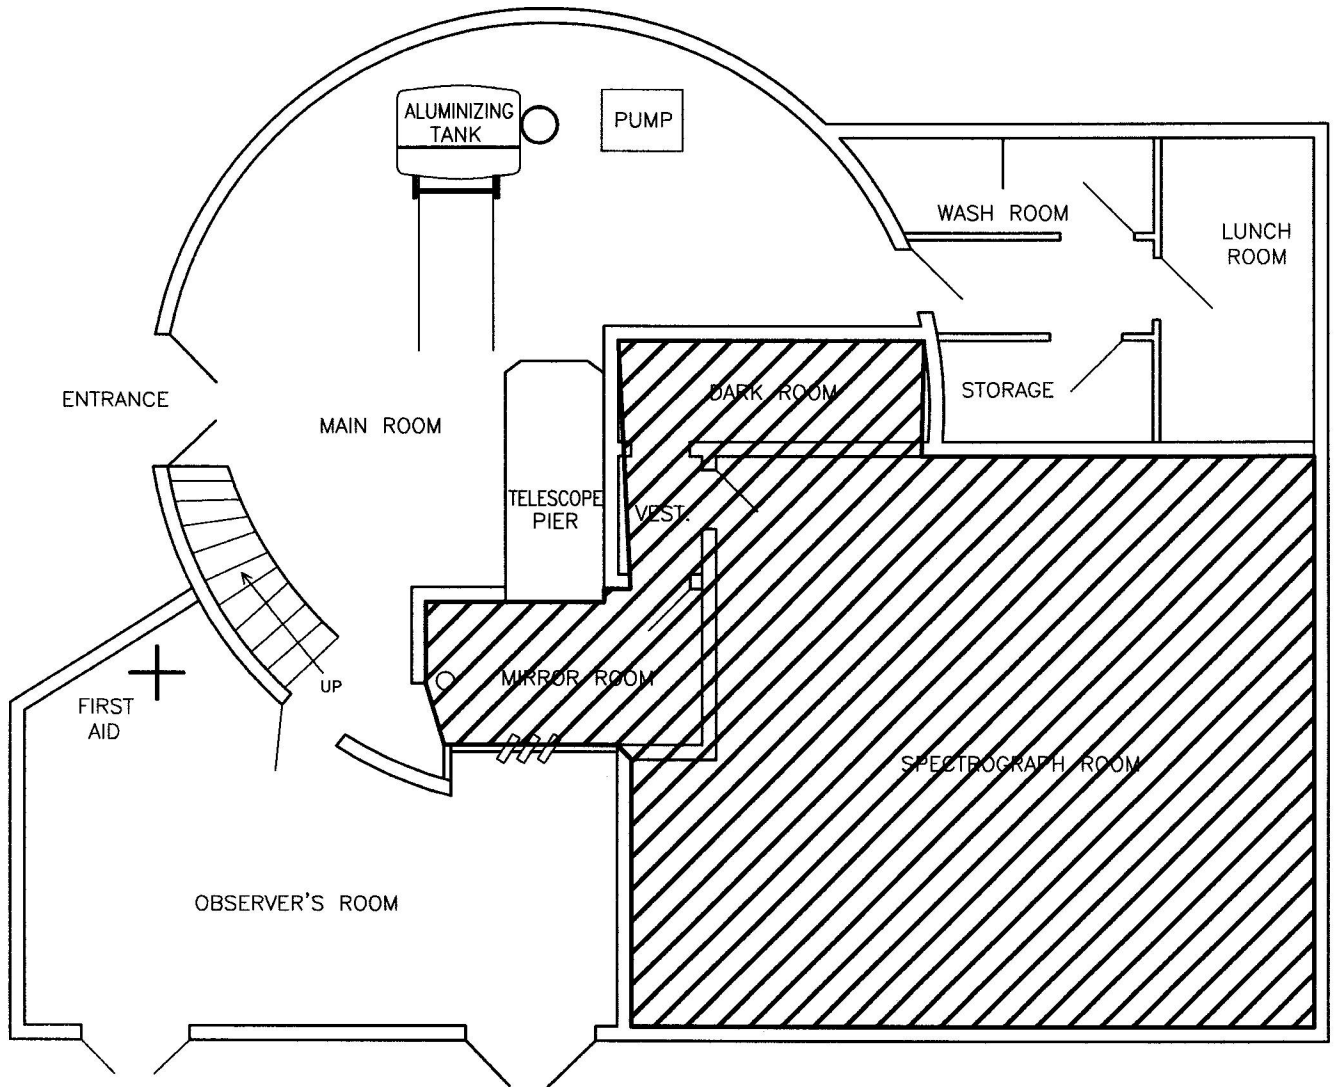 ALUMINIZING
TANK
PUMP
WASH ROOM
LUNCH
ROOM
ENTRANCE
MAIN ROOM
DARK ROOM
STORAGE
TELESCOPE
PIER
VEST.
MIRROR ROOM
UP
FIRST
AID
SPECTROGRAPH ROOM
OBSERVER'S ROOM